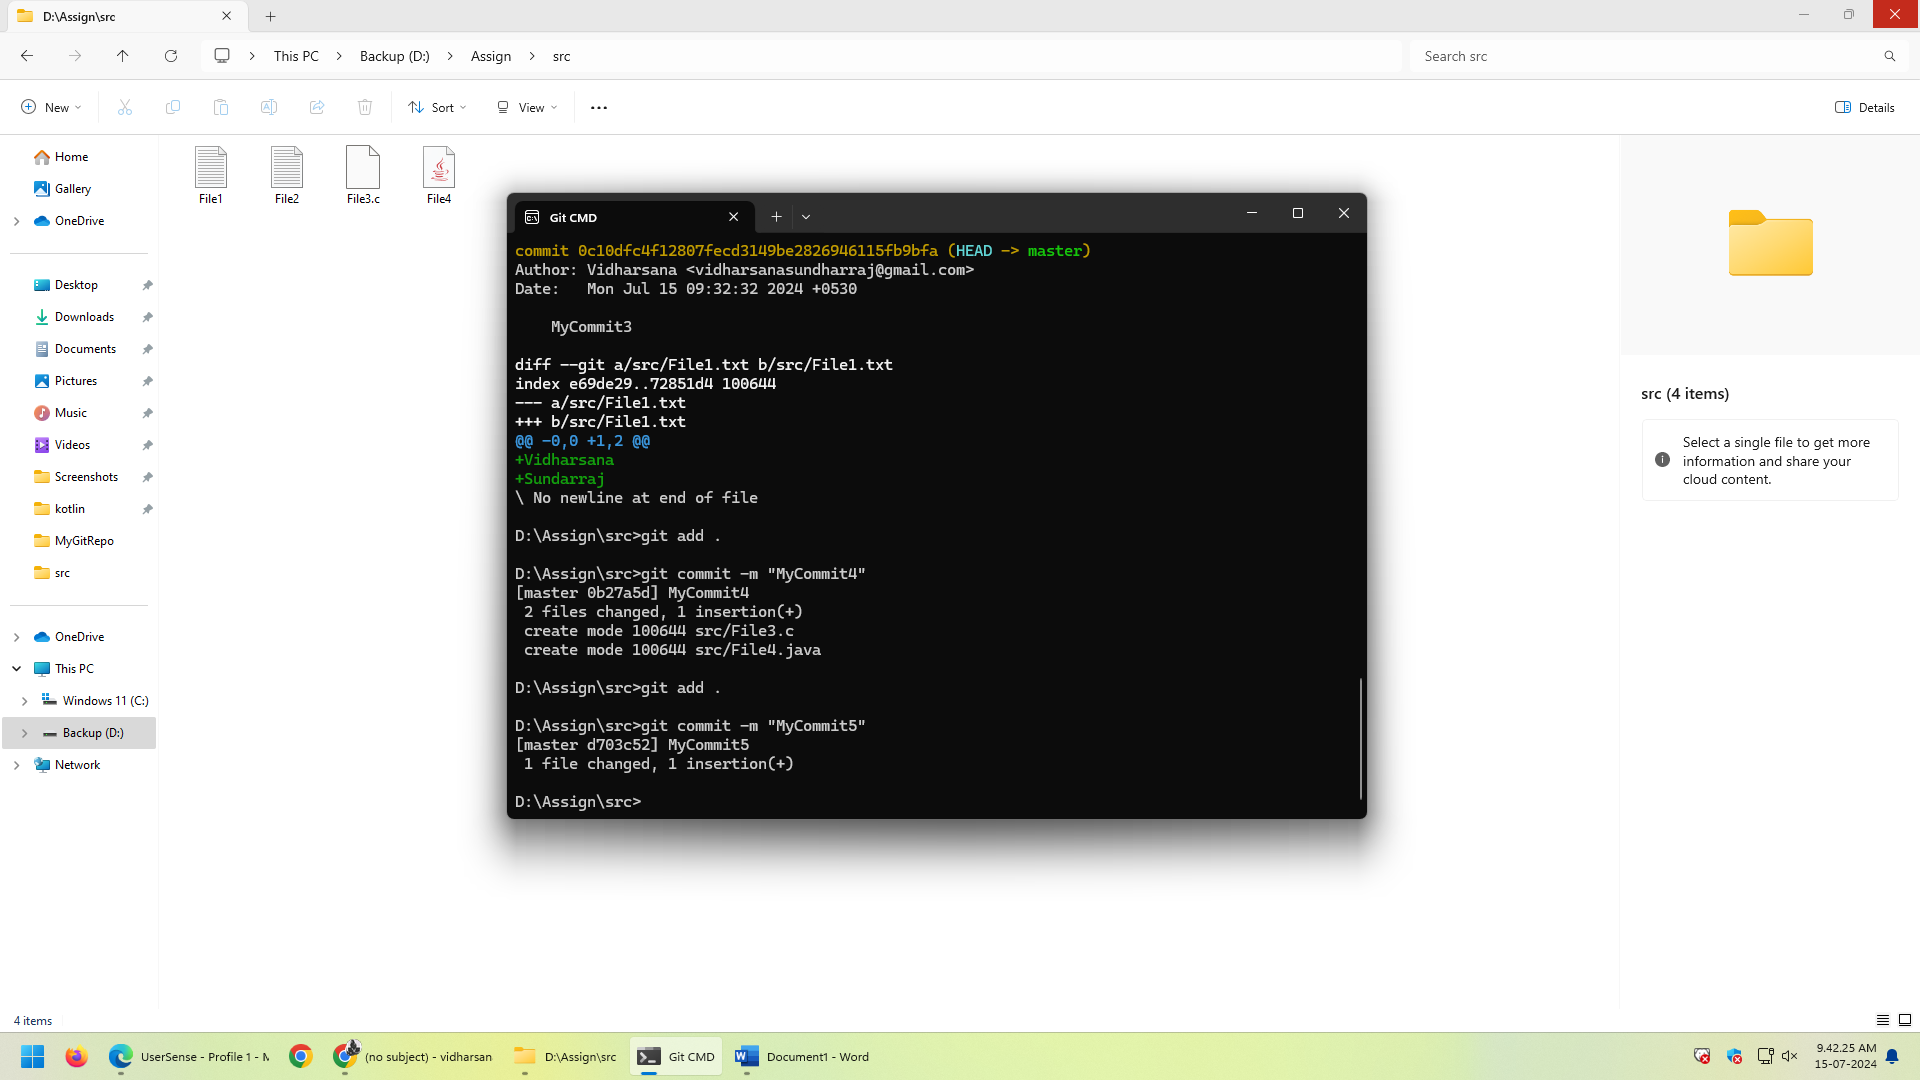 D:\Assign\src
This PC
Backup (D:)
Assign
src
Search src
New
Sort
View
Details
Home
Gallery
OneDrive
Desktop
Downloads
Documents
Pictures
Music
Videos
Screenshots
kotlin
MyGitRepo
src
OneDrive
This PC
Windows 11 (C:)
Backup (D:)
Network
File1
File2
File3.c
File4
Git CMD
commit 0c10dfc4f12807fecd3149be2826946115fb9bfa (HEAD -> master)
Author: Vidharsana <vidharsanasundharraj@gmail.com>
Date:   Mon Jul 15 09:32:32 2024 +0530
MyCommit3
diff --git a/src/File1.txt b/src/File1.txt
index e69de29..72851d4 100644
--- a/src/File1.txt
+++ b/src/File1.txt
@@ -0,0 +1,2 @@
+Vidharsana
+Sundarraj
\ No newline at end of file
D:\Assign\src>git add .
D:\Assign\src>git commit -m "MyCommit4"
[master 0b27a5d] MyCommit4
2 files changed, 1 insertion(+)
create mode 100644 src/File3.c
create mode 100644 src/File4.java
D:\Assign\src>git add .
D:\Assign\src>git commit -m "MyCommit5"
[master d703c52] MyCommit5
1 file changed, 1 insertion(+)
D:\Assign\src>
src (4 items)
Select a single file to get more
information and share your
cloud content.
4 items
UserSense - Profile 1 - M
(no subject) - vidharsan
D:\Assign\src
Git CMD
Document1 - Word
9.42.25 AM
15-07-2024